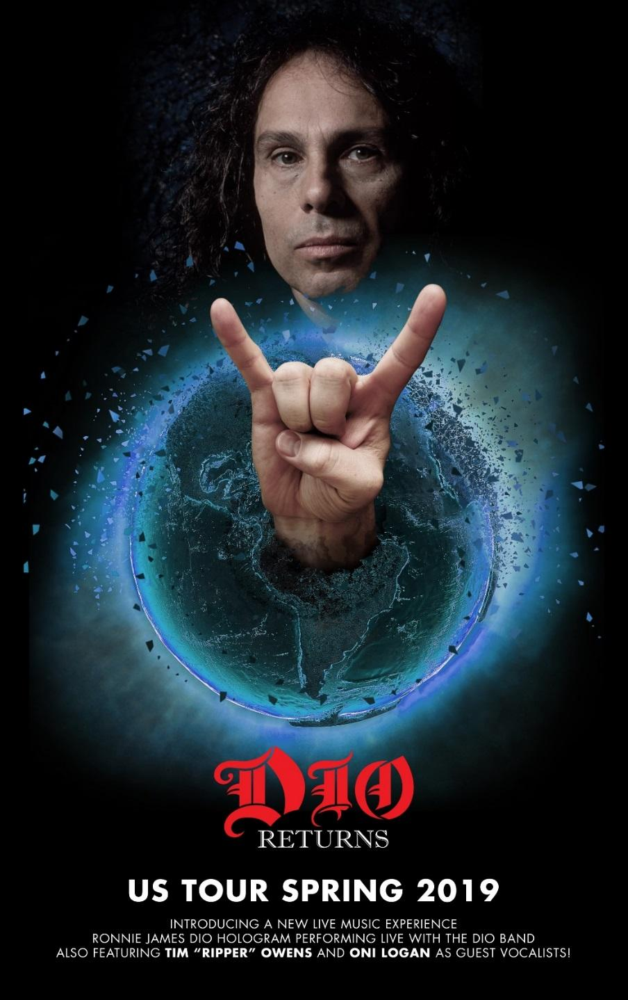 DIO
RETURNS
US TOUR SPRING 2019
INTRODUCING A NEW LIVE MUSIC EXPERIENCE
RONNIE JAMES DIO HOLOGRAM PERFORMING LIVE WITH THE DIO BAND
ALSO FEATURING TIM “RIPPER” OWENS AND ONI LOGAN AS GUEST VOCALISTS!